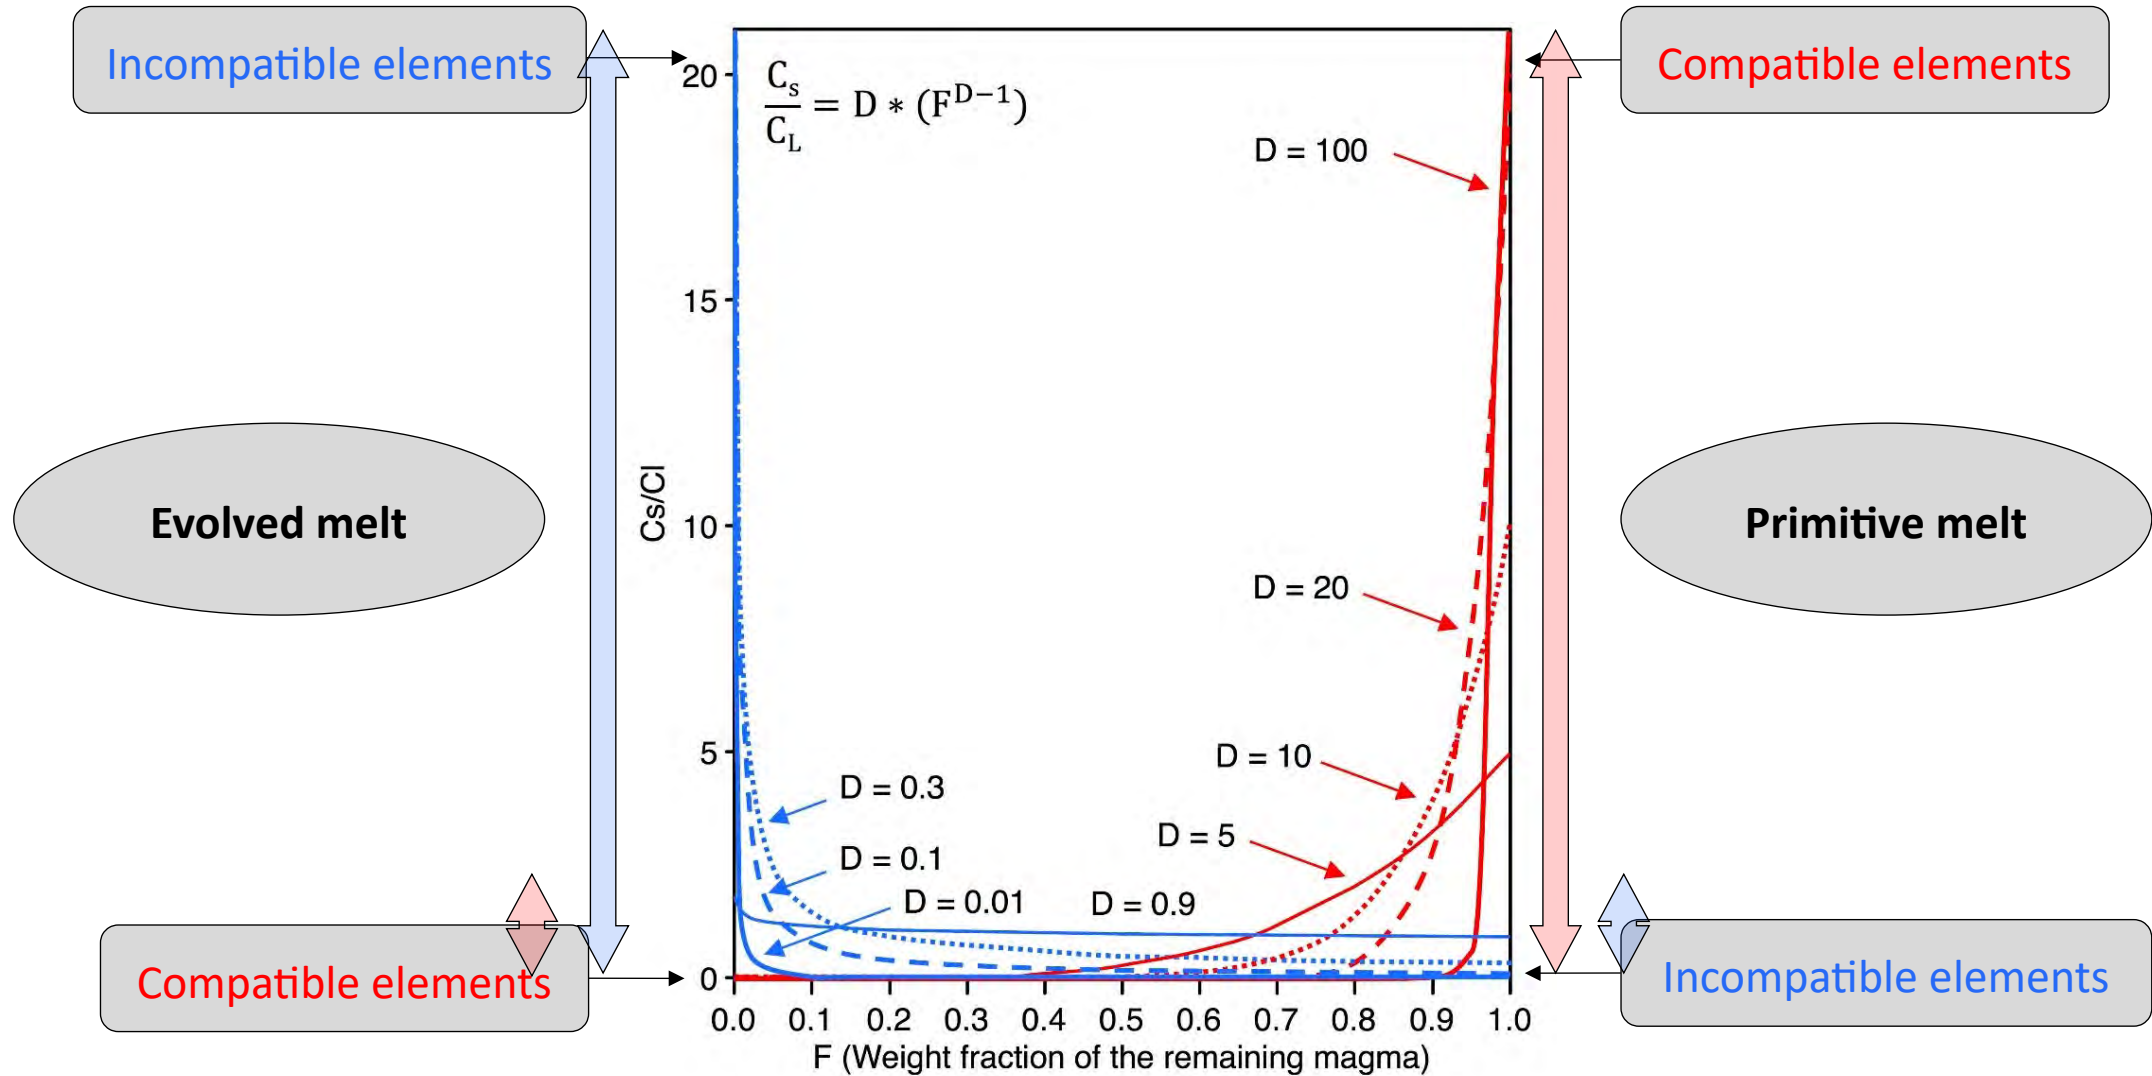 Incompatible elements
Compatible elements
Evolved melt
Primitive melt
Compatible elements
Incompatible elements
C_s/C_L = D * (F^{D−1})
Cs/Cl
20
15
10
5
0
D = 100
D = 20
D = 10
D = 5
D = 0.3
D = 0.1
D = 0.01
D = 0.9
0.0 0.1 0.2 0.3 0.4 0.5 0.6 0.7 0.8 0.9 1.0
F (Weight fraction of the remaining magma)